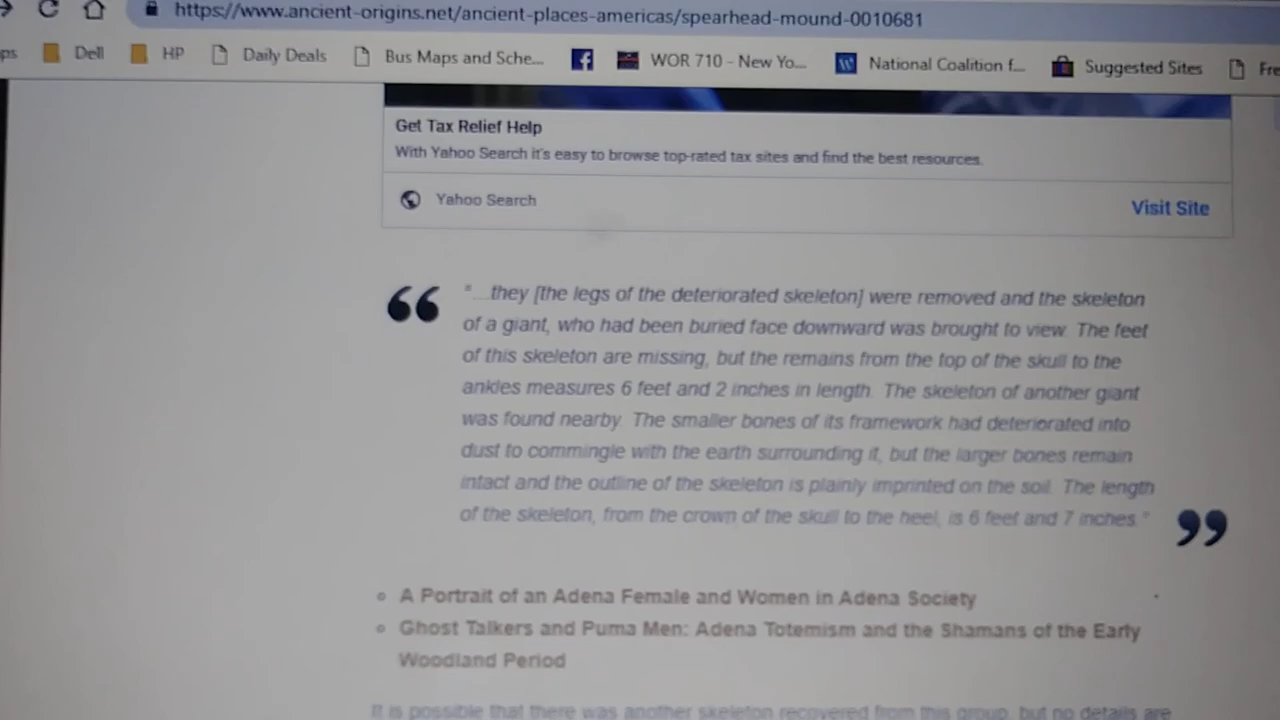 https://www.ancient-origins.net/ancient-places-americas/spearhead-mound-0010681
ps Dell HP Daily Deals Bus Maps and Sche... WOR 710 - New Yo... National Coalition f... Suggested Sites Fre
Get Tax Relief Help
With Yahoo Search it's easy to browse top-rated tax sites and find the best resources.
Yahoo Search Visit Site
"...they [the legs of the deteriorated skeleton] were removed and the skeleton
of a giant, who had been buried face downward was brought to view. The feet
of this skeleton are missing, but the remains from the top of the skull to the
ankles measures 6 feet and 2 inches in length. The skeleton of another giant
was found nearby. The smaller bones of its framework had deteriorated into
dust to commingle with the earth surrounding it, but the larger bones remain
intact and the outline of the skeleton is plainly imprinted on the soil. The length
of the skeleton, from the crown of the skull to the heel, is 6 feet and 7 inches."
A Portrait of an Adena Female and Women in Adena Society
Ghost Talkers and Puma Men: Adena Totemism and the Shamans of the Early
Woodland Period
It is possible that there was another skeleton recovered from this group, but no details are